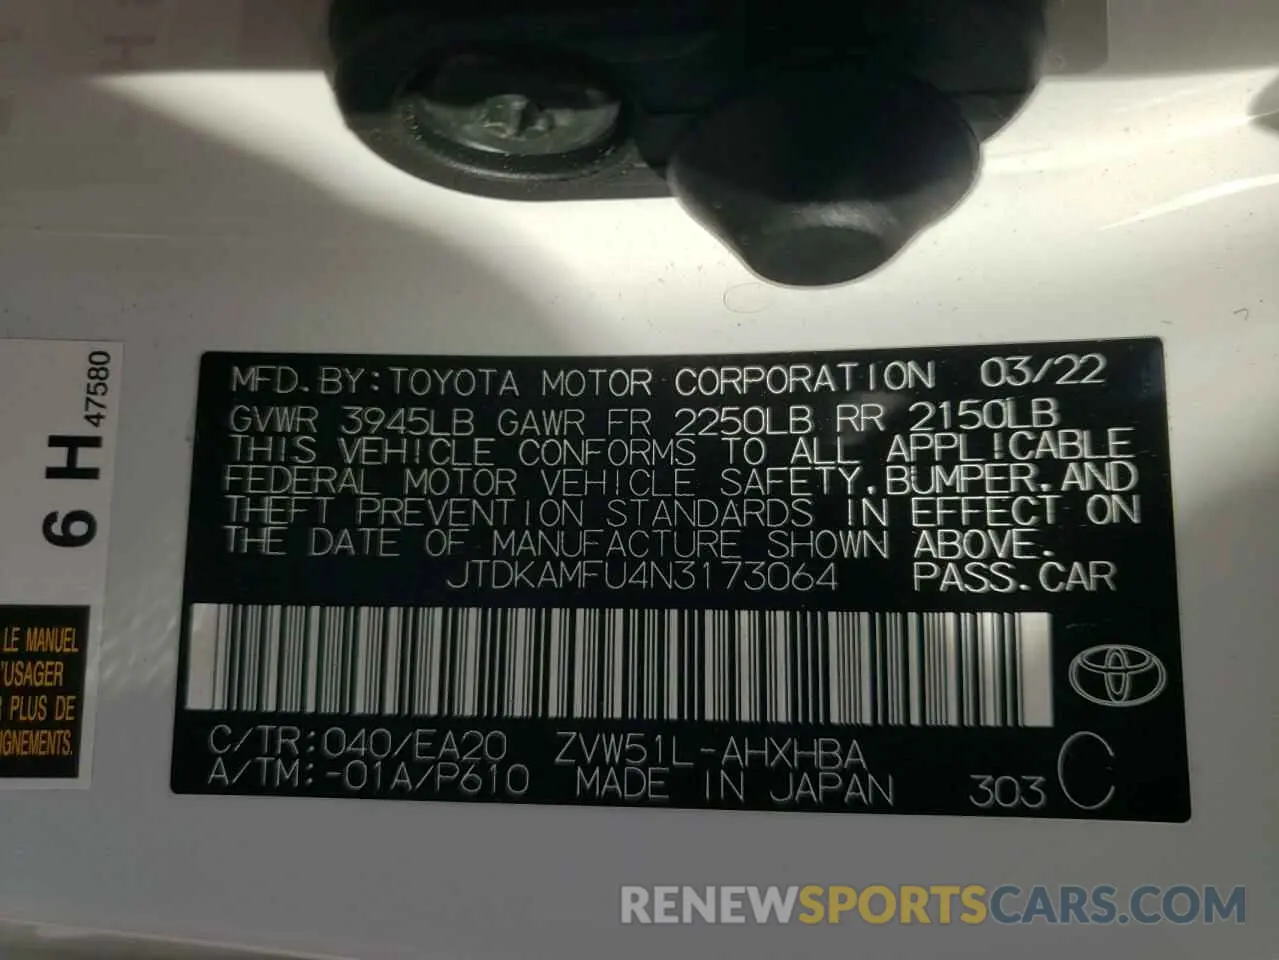 MFD. BY: TOYOTA MOTOR CORPORATION 03/22
GVWR 3945LB GAWR FR 2250LB RR 2150LB
THIS VEHICLE CONFORMS TO ALL APPLICABLE
FEDERAL MOTOR VEHICLE SAFETY, BUMPER, AND
THEFT PREVENTION STANDARDS IN EFFECT ON
THE DATE OF MANUFACTURE SHOWN ABOVE.
JTDKAMFU4N3173064 PASS. CAR
C/TR: 040/EA20 ZVW51L-AHXHBA
A/TM: -01A/P610 MADE IN JAPAN 303 C
6 H 47580
LE MANUEL
'USAGER
PLUS DE
IGNEMENTS.
RENEWSPORTSCARS.COM